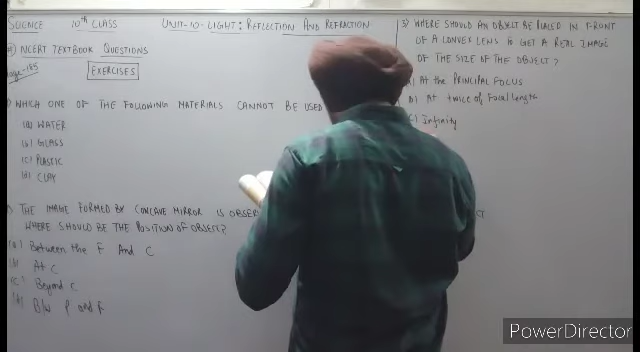 SCIENCE 10th CLASS UNIT-10-LIGHT: REFLECTION AND REFRACTION
NCERT TEXTBOOK QUESTIONS
Page-185
EXERCISES
WHICH ONE OF THE FOLLOWING MATERIALS CANNOT BE USED
(a) WATER
(b) GLASS
(c) PLASTIC
(d) CLAY
THE IMAGE FORMED BY CONCAVE MIRROR IS OBSER
WHERE SHOULD BE THE POSITION OF OBJECT?
(a) Between the F And C
(b) At C
(c) Beyond C
(d) B/w P and F
3) WHERE SHOULD AN OBJECT BE PLACED IN FRONT
OF A CONVEX LENS TO GET A REAL IMAGE
OF THE SIZE OF THE OBJECT?
At the PRINCIPAL FOCUS
At twice of Focal length
(c) Infinity
PowerDirector